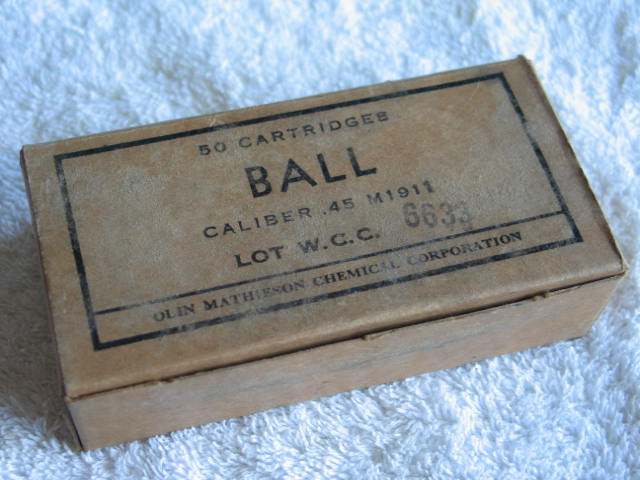 50 CARTRIDGES
BALL
CALIBER .45 M1911
LOT W.C.C. 6633
OLIN MATHIESON CHEMICAL CORPORATION